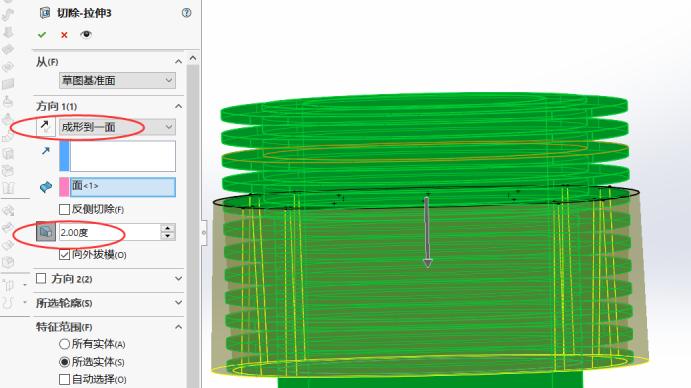 切除-拉伸3
从(F)
草图基准面
方向 1(1)
成形到一面
面<1>
反侧切除(F)
2.00度
向外拔模(O)
方向 2(2)
所选轮廓(S)
特征范围(F)
所有实体(A)
所选实体(S)
自动选择(O)